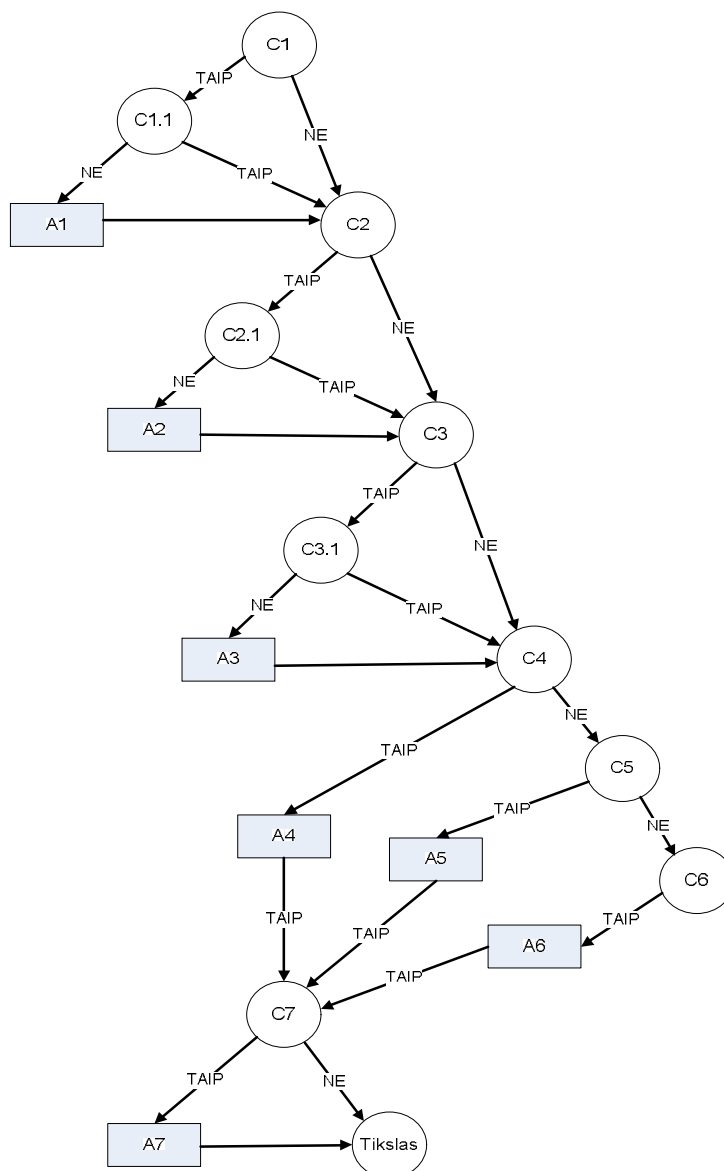 C1
TAIP
C1.1
NE
NE
TAIP
A1
C2
TAIP
C2.1
NE
NE
TAIP
A2
C3
TAIP
C3.1
NE
NE
TAIP
A3
C4
NE
TAIP
C5
TAIP
NE
A4
A5
C6
TAIP
TAIP
TAIP
A6
TAIP
C7
TAIP
NE
A7
Tikslas